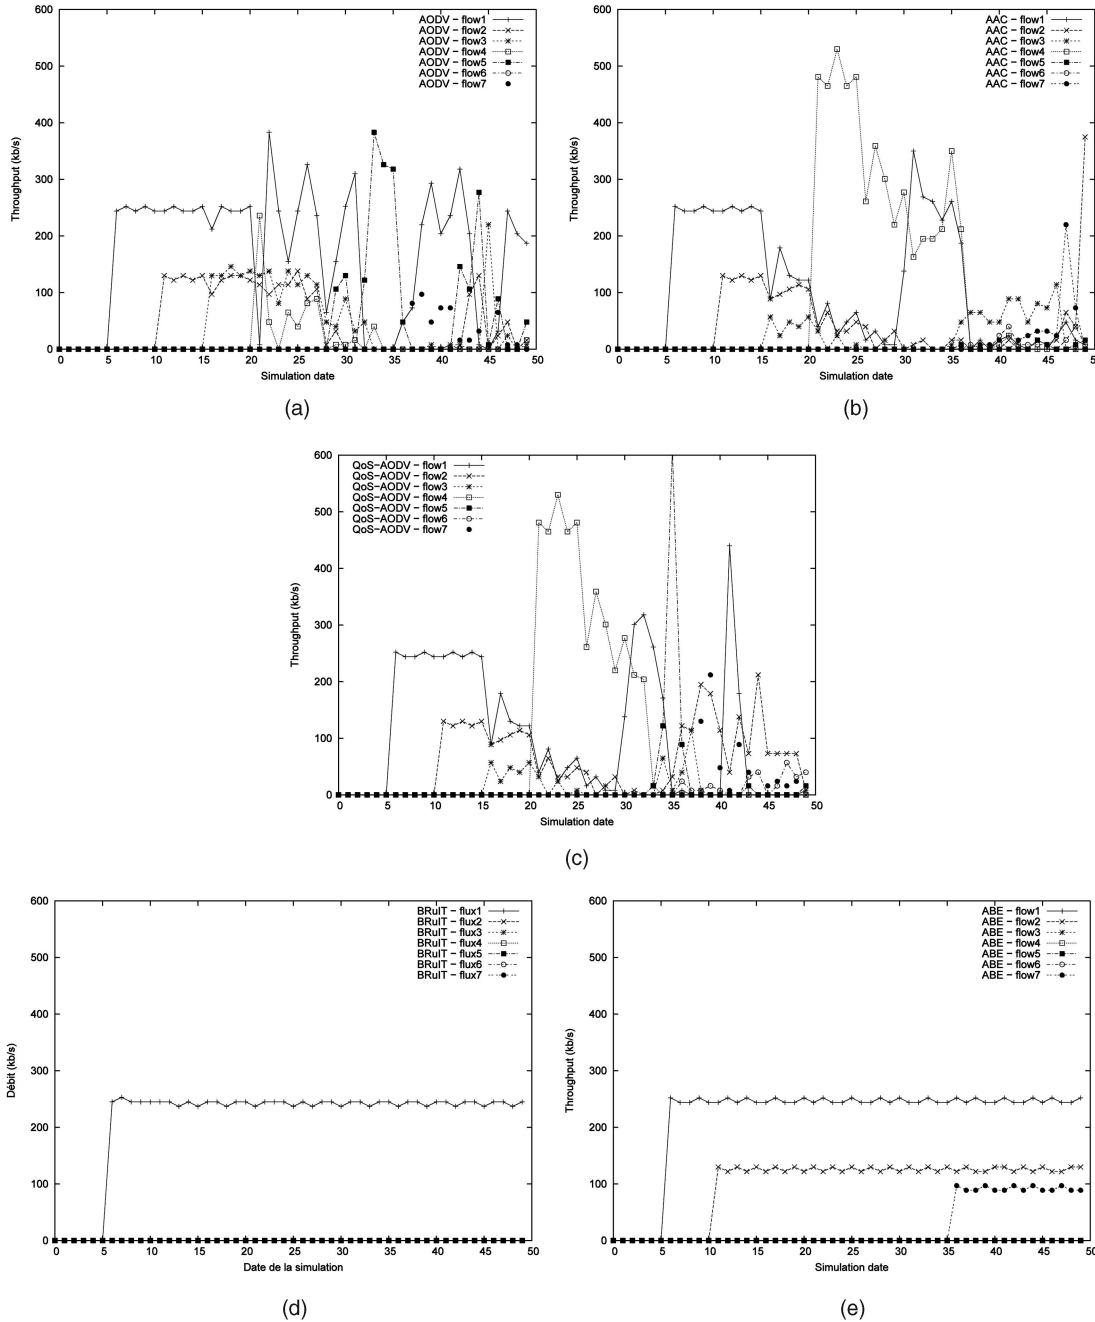 600
500
400
300
200
100
0
Throughput (kb/s)
AODV – flow1
AODV – flow2
AODV – flow3
AODV – flow4
AODV – flow5
AODV – flow6
AODV – flow7
0 5 10 15 20 25 30 35 40 45 50
Simulation date
(a)
600
500
400
300
200
100
0
Throughput (kb/s)
AAC – flow1
AAC – flow2
AAC – flow3
AAC – flow4
AAC – flow5
AAC – flow6
AAC – flow7
0 5 10 15 20 25 30 35 40 45 50
Simulation date
(b)
600
500
400
300
200
100
0
Throughput (kb/s)
QoS–AODV – flow1
QoS–AODV – flow2
QoS–AODV – flow3
QoS–AODV – flow4
QoS–AODV – flow5
QoS–AODV – flow6
QoS–AODV – flow7
0 5 10 15 20 25 30 35 40 45 50
Simulation date
(c)
600
500
400
300
200
100
0
Débit (kb/s)
BRuIT – flux1
BRuIT – flux2
BRuIT – flux3
BRuIT – flux4
BRuIT – flux5
BRuIT – flux6
BRuIT – flux7
0 5 10 15 20 25 30 35 40 45 50
Date de la simulation
(d)
600
500
400
300
200
100
0
Throughput (kb/s)
ABE – flow1
ABE – flow2
ABE – flow3
ABE – flow4
ABE – flow5
ABE – flow6
ABE – flow7
0 5 10 15 20 25 30 35 40 45 50
Simulation date
(e)